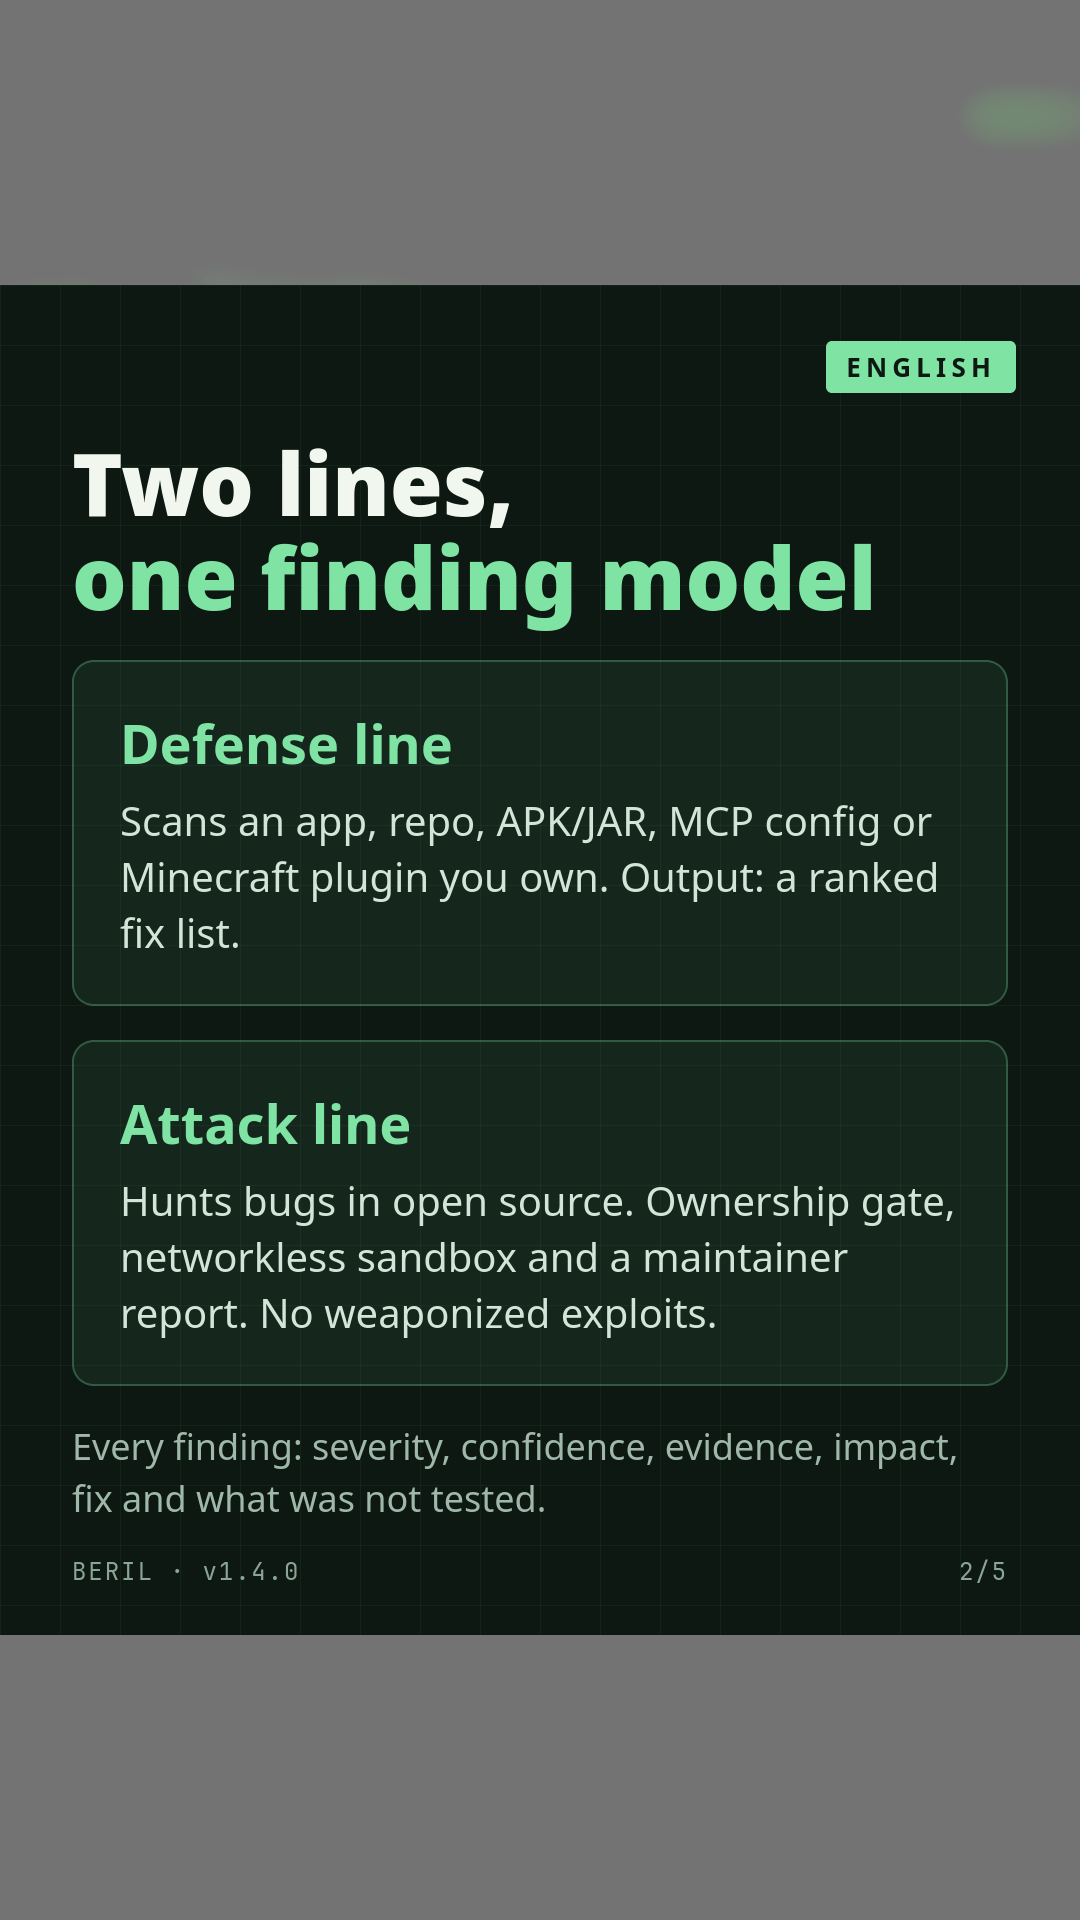 ENGLISH
Two lines,
one finding model
Defense line
Scans an app, repo, APK/JAR, MCP config or
Minecraft plugin you own. Output: a ranked
fix list.
Attack line
Hunts bugs in open source. Ownership gate,
networkless sandbox and a maintainer
report. No weaponized exploits.
Every finding: severity, confidence, evidence, impact,
fix and what was not tested.
BERIL · v1.4.0
2/5